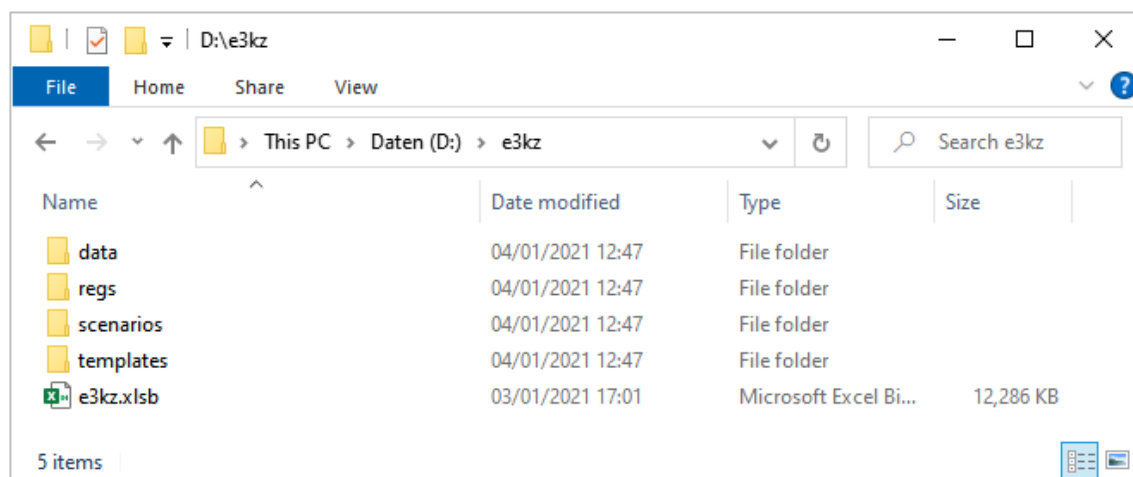 D:\e3kz
File Home Share View
This PC Daten (D:) e3kz Search e3kz
Name Date modified Type Size
data 04/01/2021 12:47 File folder
regs 04/01/2021 12:47 File folder
scenarios 04/01/2021 12:47 File folder
templates 04/01/2021 12:47 File folder
e3kz.xlsb 03/01/2021 17:01 Microsoft Excel Bi... 12,286 KB
5 items